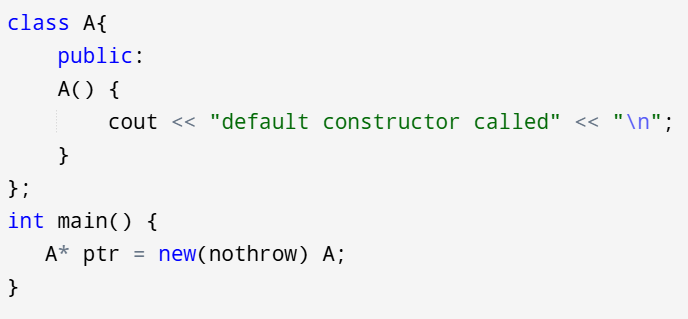 class A{
    public:
    A() {
        cout << "default constructor called" << "\n";
    }
};
int main() {
   A* ptr = new(nothrow) A;
}